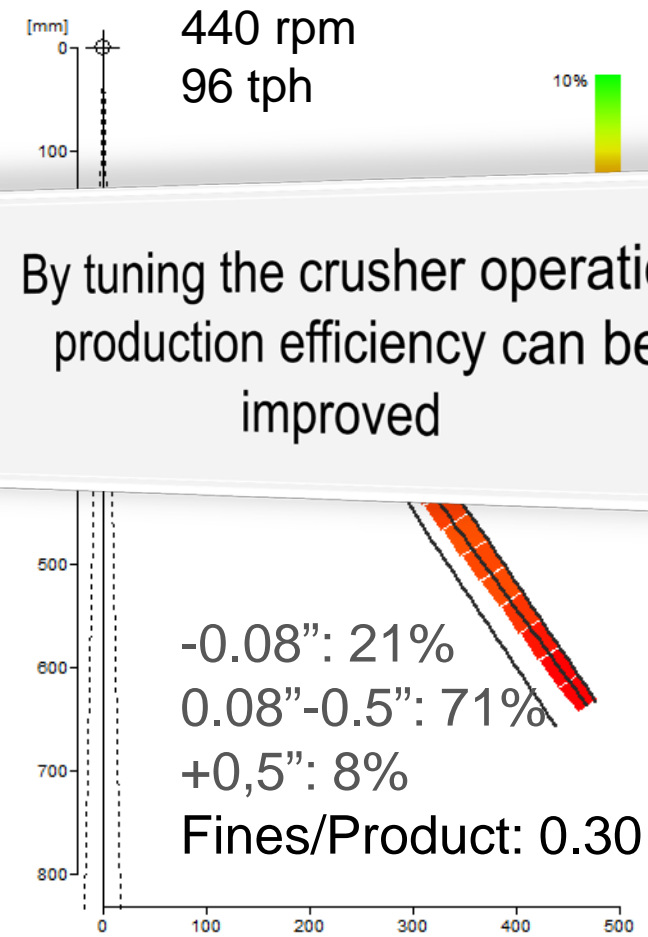 [mm]
440 rpm
0
96 tph
10%
100
By tuning the crusher
production efficiency can
improved
500
-0.08”: 21%
600
0.08”-0.5”: 71%
700
+0,5”: 8%
Fines/Product: 0.30
800
0 100 200 300 400 500